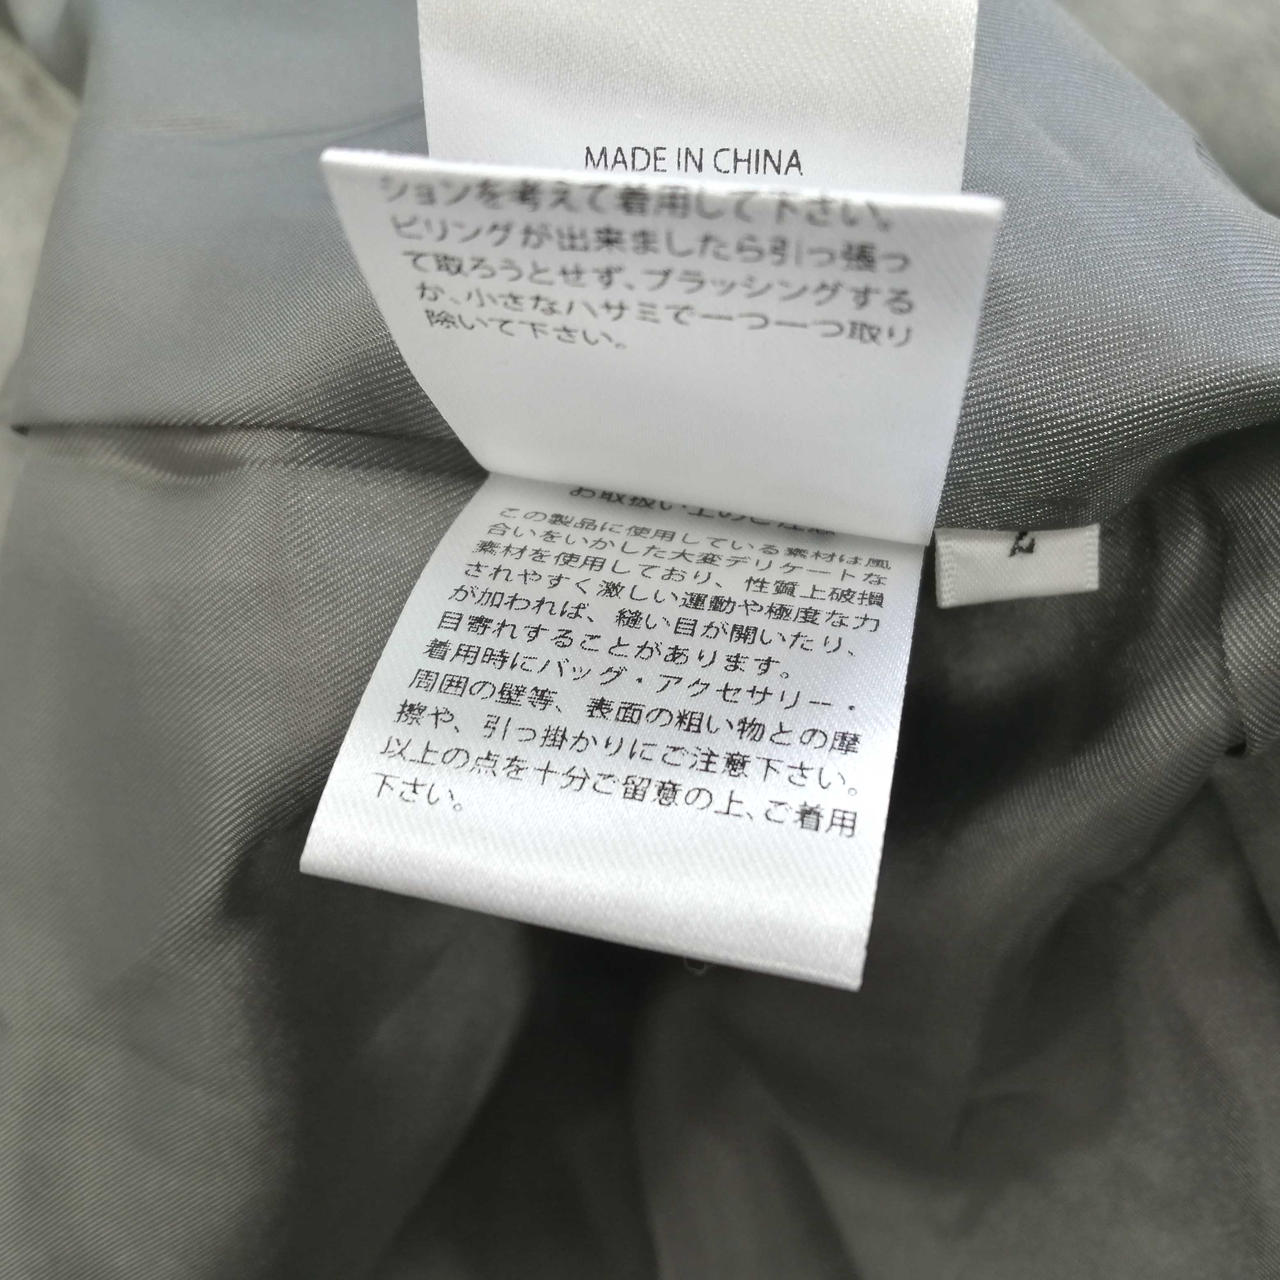 MADE IN CHINA
ションを考えて着用して下さい。
ピリングが出来ましたら引っ張っ
て取ろうとせず、ブラッシングする
か、小さなハサミで一つ一つ取り
除いて下さい。
お取扱い上のご注意
この製品に使用している素材は風
合いをいかした大変デリケートな
素材を使用しており、性質上破損
されやすく激しい運動や極度な力
が加われば、縫い目が開いたり、
目寄れすることがあります。
着用時にバッグ・アクセサリー・
周囲の壁等、表面の粗い物との摩
擦や、引っ掛かりにご注意下さい。
以上の点を十分ご留意の上、ご着用
下さい。